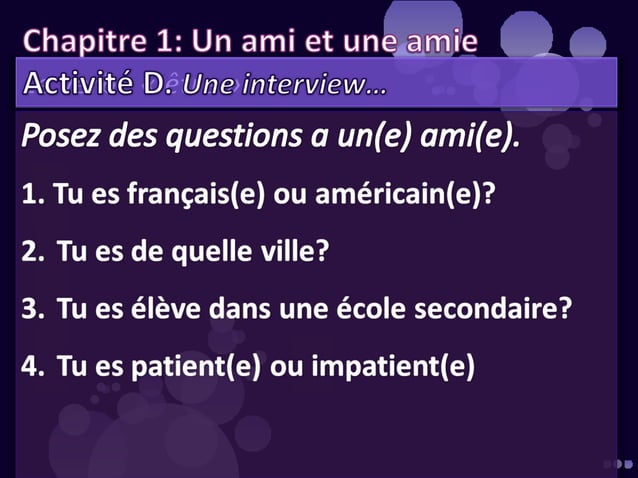 Chapitre 1: Un ami et une amie
Activité D. Une interview...
Posez des questions a un(e) ami(e).
1. Tu es français(e) ou américain(e)?
2. Tu es de quelle ville?
3. Tu es élève dans une école secondaire?
4. Tu es patient(e) ou impatient(e)